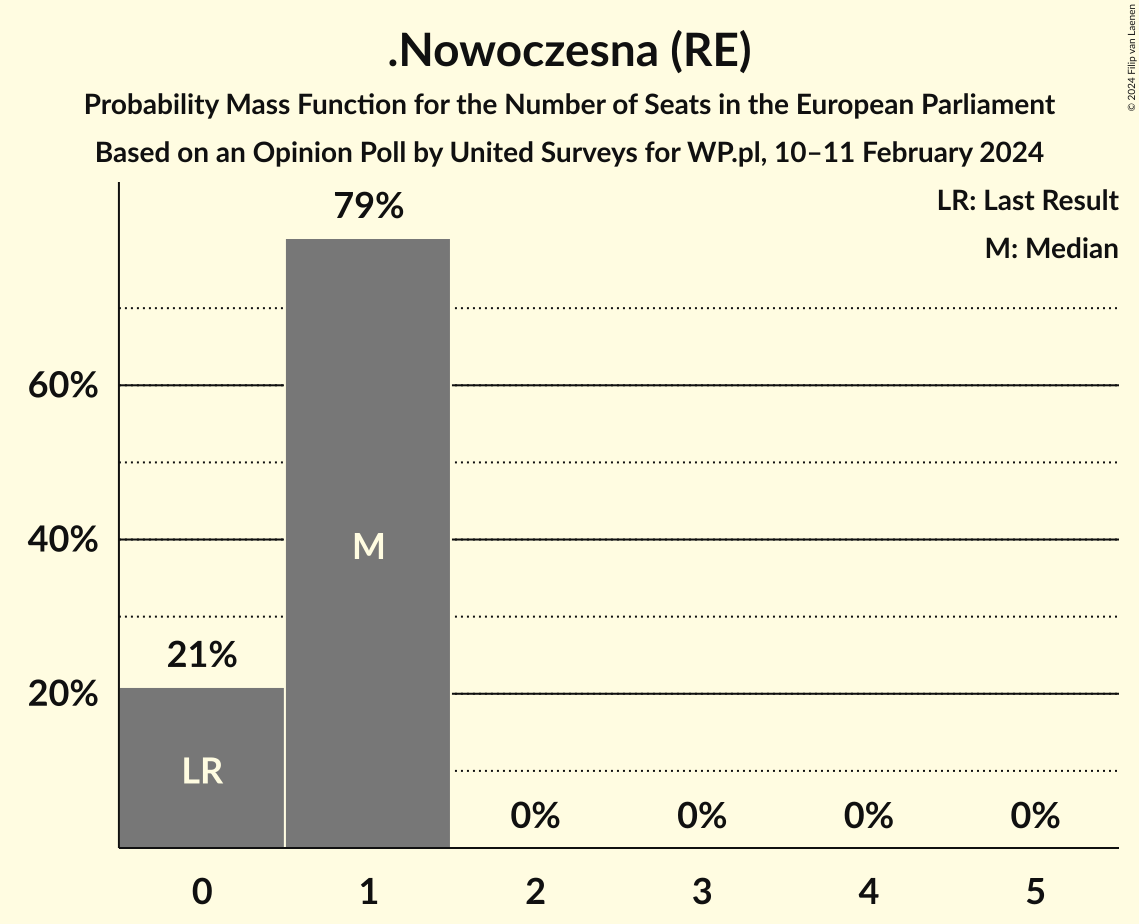 .Nowoczesna (RE)
Probability Mass Function for the Number of Seats in the European Parliament
Based on an Opinion Poll by United Surveys for WP.pl, 10–11 February 2024
© 2024 Filip van Laenen
LR: Last Result
M: Median
79%
60%
40%
20%
21%
M
LR
0%
0%
0%
0%
0
1
2
3
4
5